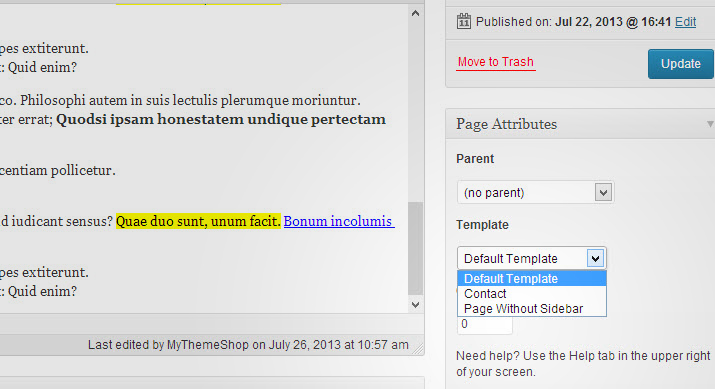 pes extiterunt.
t: Quid enim?
co. Philosophi autem in suis lectulis plerumque moriuntur.
ter errat; Quodsi ipsam honestatem undique pertectam
centiam pollicetur.
d iudicant sensus? Quae duo sunt, unum facit. Bonum incolumis
pes extiterunt.
t: Quid enim?
Last edited by MyThemeShop on July 26, 2013 at 10:57 am
Published on: Jul 22, 2013 @ 16:41 Edit
Move to Trash
Update
Page Attributes
Parent
(no parent)
Template
Default Template
Default Template
Contact
Page Without Sidebar
0
Need help? Use the Help tab in the upper right
of your screen.